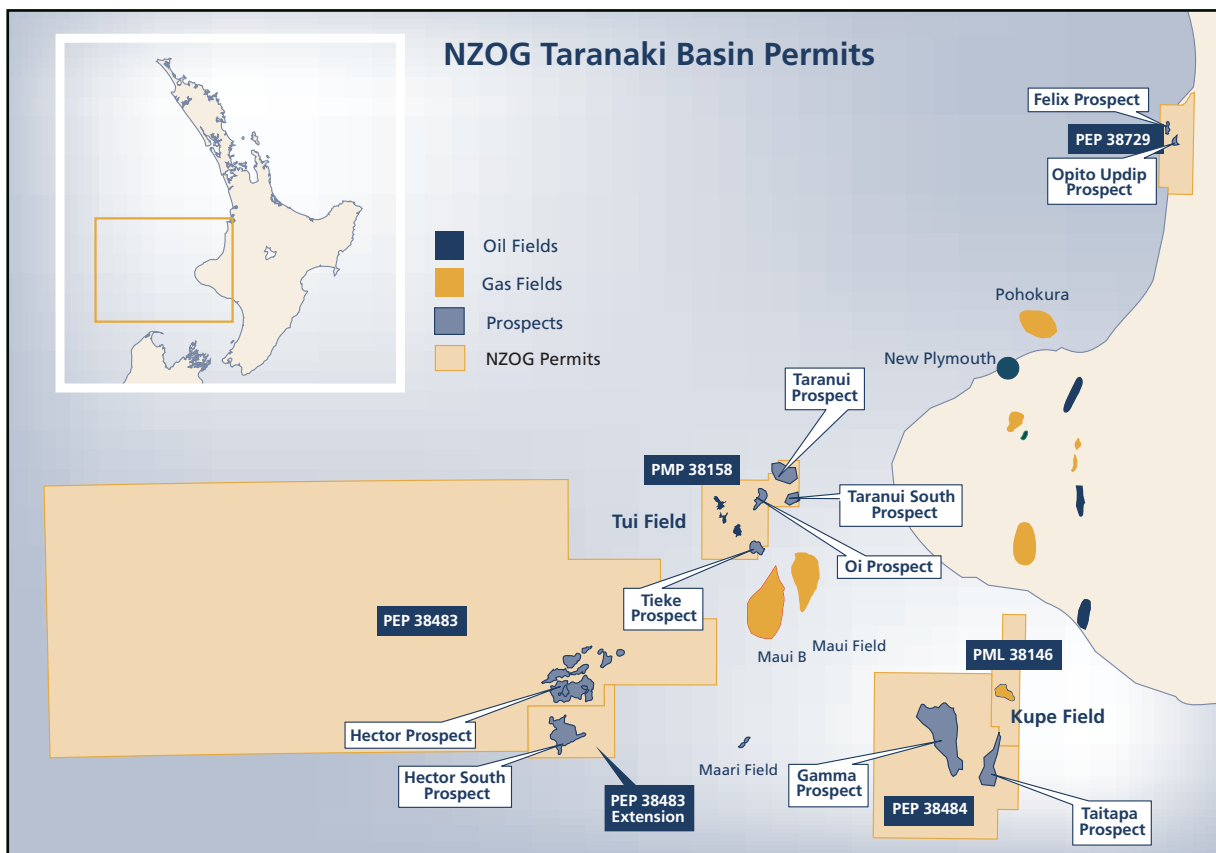 NZOG Taranaki Basin Permits
Felix Prospect
PEP 38729
Opito Updip
Prospect
Oil Fields
Gas Fields
Prospects
NZOG Permits
Pohokura
New Plymouth
Taranui
Prospect
PMP 38158
Tui Field
Taranui South
Prospect
Oi Prospect
Tieke
Prospect
PEP 38483
Maui B
Maui Field
PML 38146
Kupe Field
Hector Prospect
Hector South
Prospect
PEP 38483
Extension
Maari Field
Gamma
Prospect
PEP 38484
Taitapa
Prospect